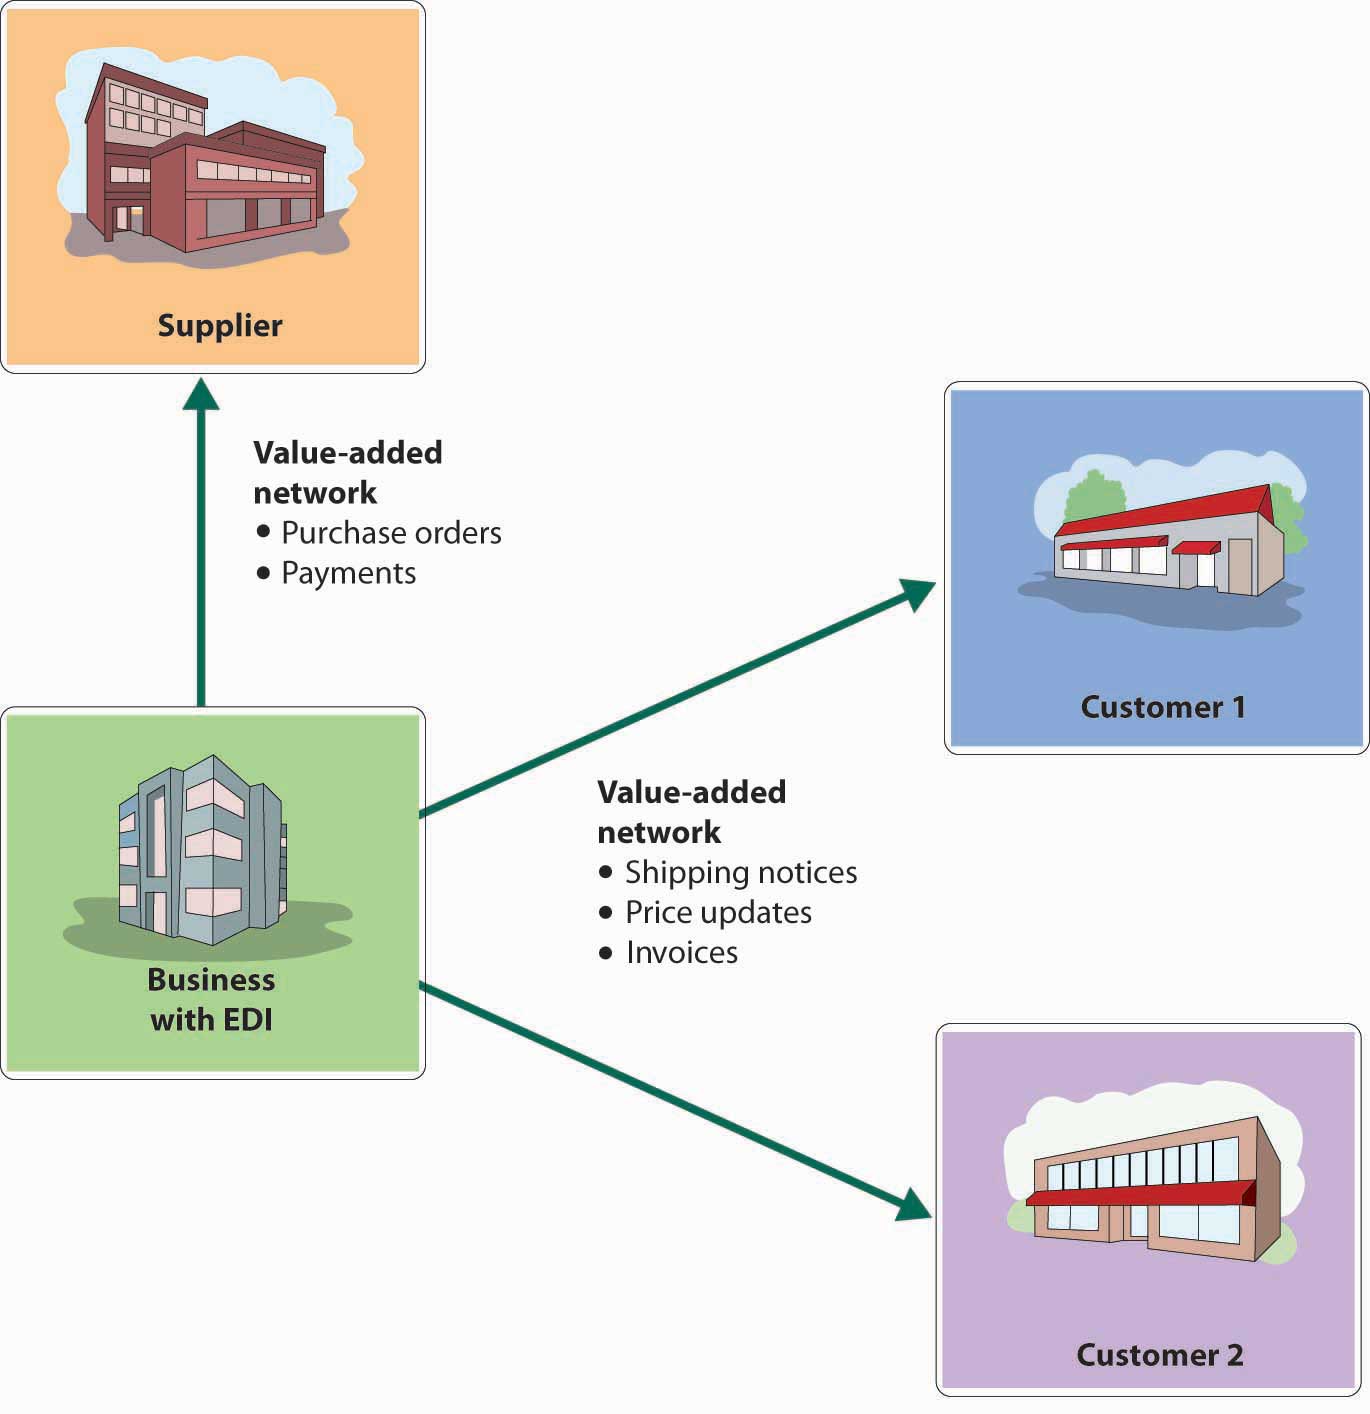 Supplier
Value-added
network
• Purchase orders
• Payments
Customer 1
Value-added
network
• Shipping notices
• Price updates
• Invoices
Business
with EDI
Customer 2